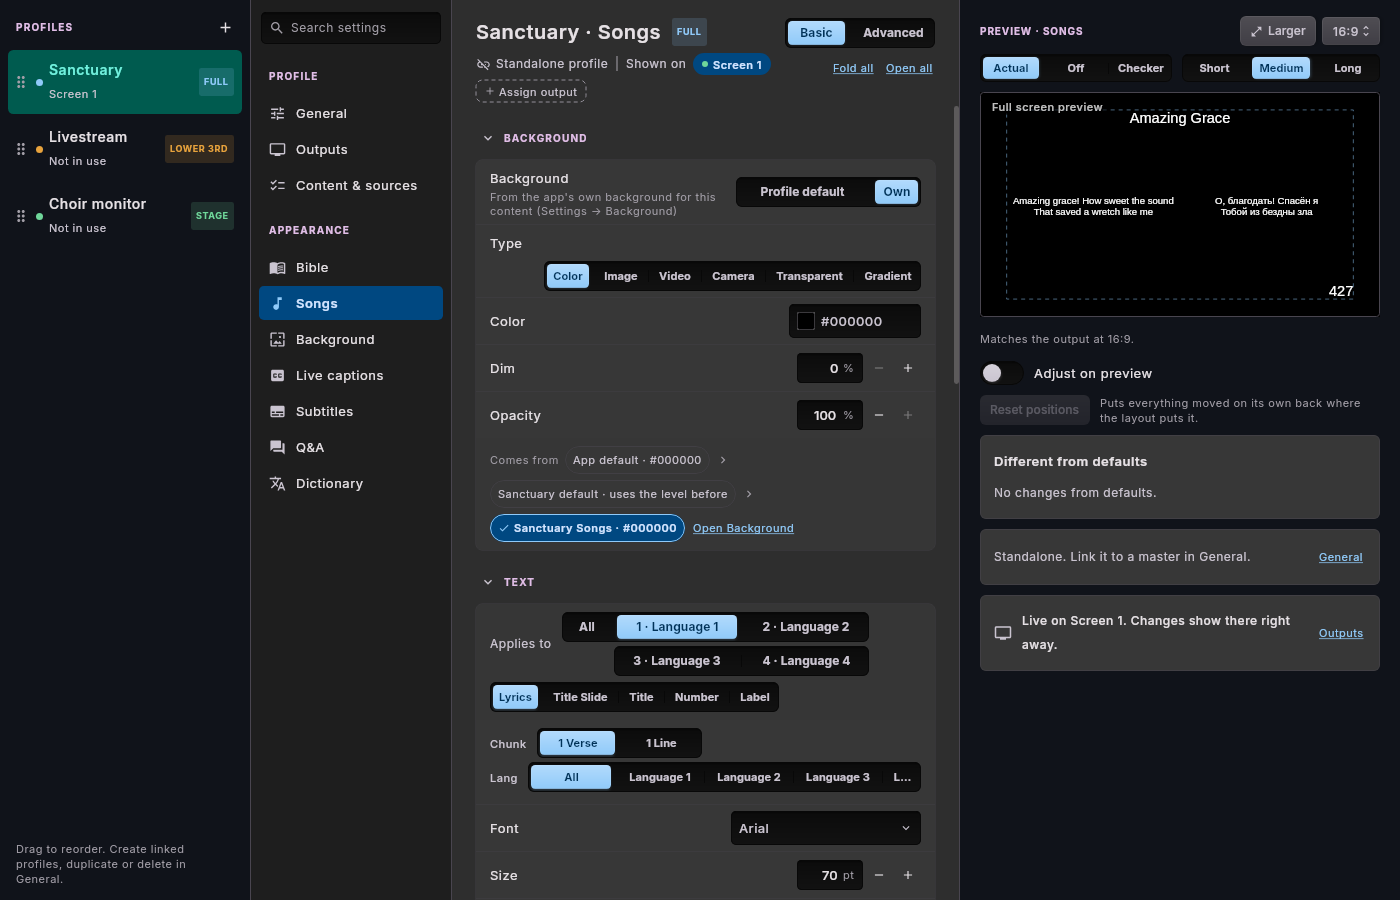 PROFILES
Sanctuary
Screen 1
FULL
Livestream
Not in use
LOWER 3RD
Choir monitor
Not in use
STAGE
Drag to reorder. Create linked
profiles, duplicate or delete in
General.
Search settings
PROFILE
General
Outputs
Content & sources
APPEARANCE
Bible
Songs
Background
Live captions
Subtitles
Q&A
Dictionary
Sanctuary · Songs
FULL
Basic
Advanced
Standalone profile
Shown on
Screen 1
Fold all
Open all
+ Assign output
BACKGROUND
Background
From the app's own background for this
content (Settings → Background)
Profile default
Own
Type
Color
Image
Video
Camera
Transparent
Gradient
Color
#000000
Dim
0 %
Opacity
100 %
Comes from
App default · #000000
Sanctuary default · uses the level before
Sanctuary Songs · #000000
Open Background
TEXT
Applies to
All
1 · Language 1
2 · Language 2
3 · Language 3
4 · Language 4
Lyrics
Title Slide
Title
Number
Label
Chunk
1 Verse
1 Line
Lang
All
Language 1
Language 2
Language 3
L...
Font
Arial
Size
70 pt
PREVIEW · SONGS
Larger
16:9
Actual
Off
Checker
Short
Medium
Long
Full screen preview
Amazing Grace
Amazing grace! How sweet the sound
That saved a wretch like me
О, благодать! Спасён я
Тобой из бездны зла
427
Matches the output at 16:9.
Adjust on preview
Reset positions
Puts everything moved on its own back where
the layout puts it.
Different from defaults
No changes from defaults.
Standalone. Link it to a master in General.
General
Live on Screen 1. Changes show there right
away.
Outputs